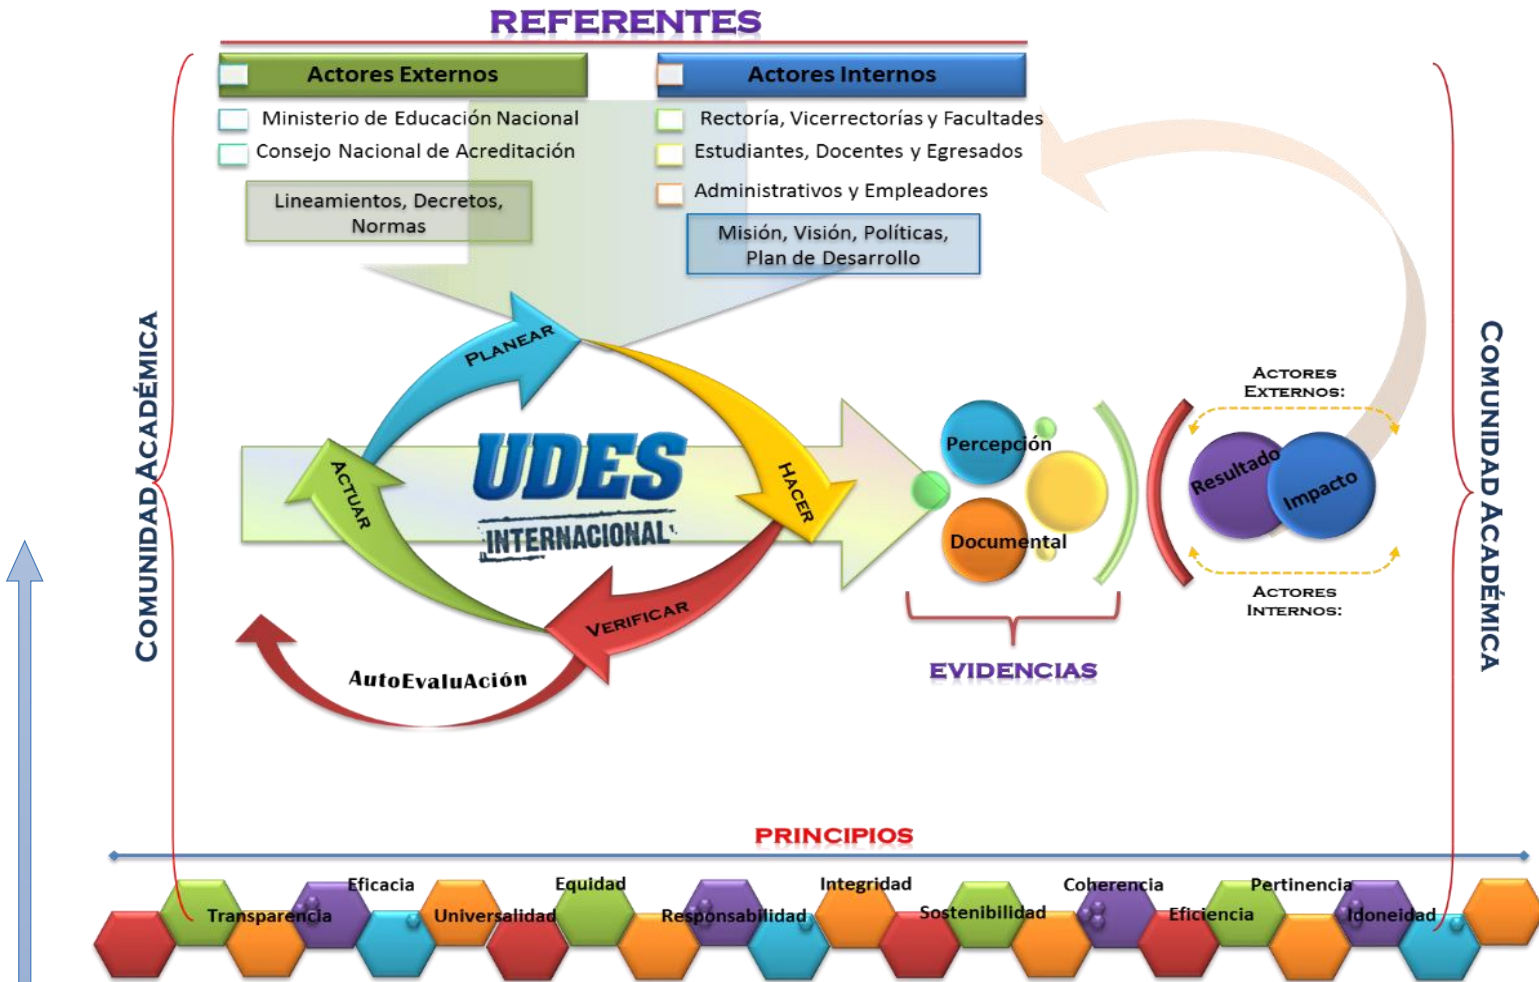 REFERENTES
Actores Externos
Actores Internos
Ministerio de Educación Nacional
Consejo Nacional de Acreditación
Rectoría, Vicerrectorías y Facultades
Estudiantes, Docentes y Egresados
Administrativos y Empleadores
Lineamientos, Decretos,
Normas
Misión, Visión, Políticas,
Plan de Desarrollo
COMUNIDAD ACADÉMICA
PLANEAR
HACER
VERIFICAR
ACTUAR
UDES
INTERNACIONAL
AutoEvaluAción
Percepción
Documental
EVIDENCIAS
ACTORES
EXTERNOS:
Resultado
Impacto
ACTORES
INTERNOS:
COMUNIDAD ACADÉMICA
PRINCIPIOS
Transparencia
Eficacia
Universalidad
Equidad
Responsabilidad
Integridad
Sostenibilidad
Coherencia
Eficiencia
Pertinencia
Idoneidad